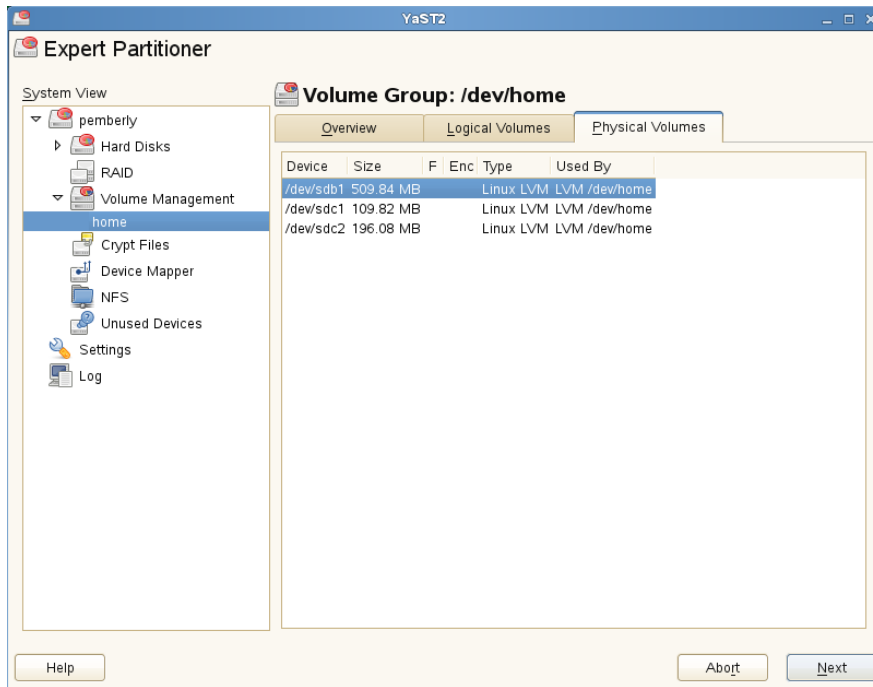 YaST2
Expert Partitioner
System View
pemberly
Hard Disks
RAID
Volume Management
home
Crypt Files
Device Mapper
NFS
Unused Devices
Settings
Log
Volume Group: /dev/home
Overview Logical Volumes Physical Volumes
Device Size F Enc Type Used By
/dev/sdb1 509.84 MB Linux LVM LVM /dev/home
/dev/sdc1 109.82 MB Linux LVM LVM /dev/home
/dev/sdc2 196.08 MB Linux LVM LVM /dev/home
Help Abort Next